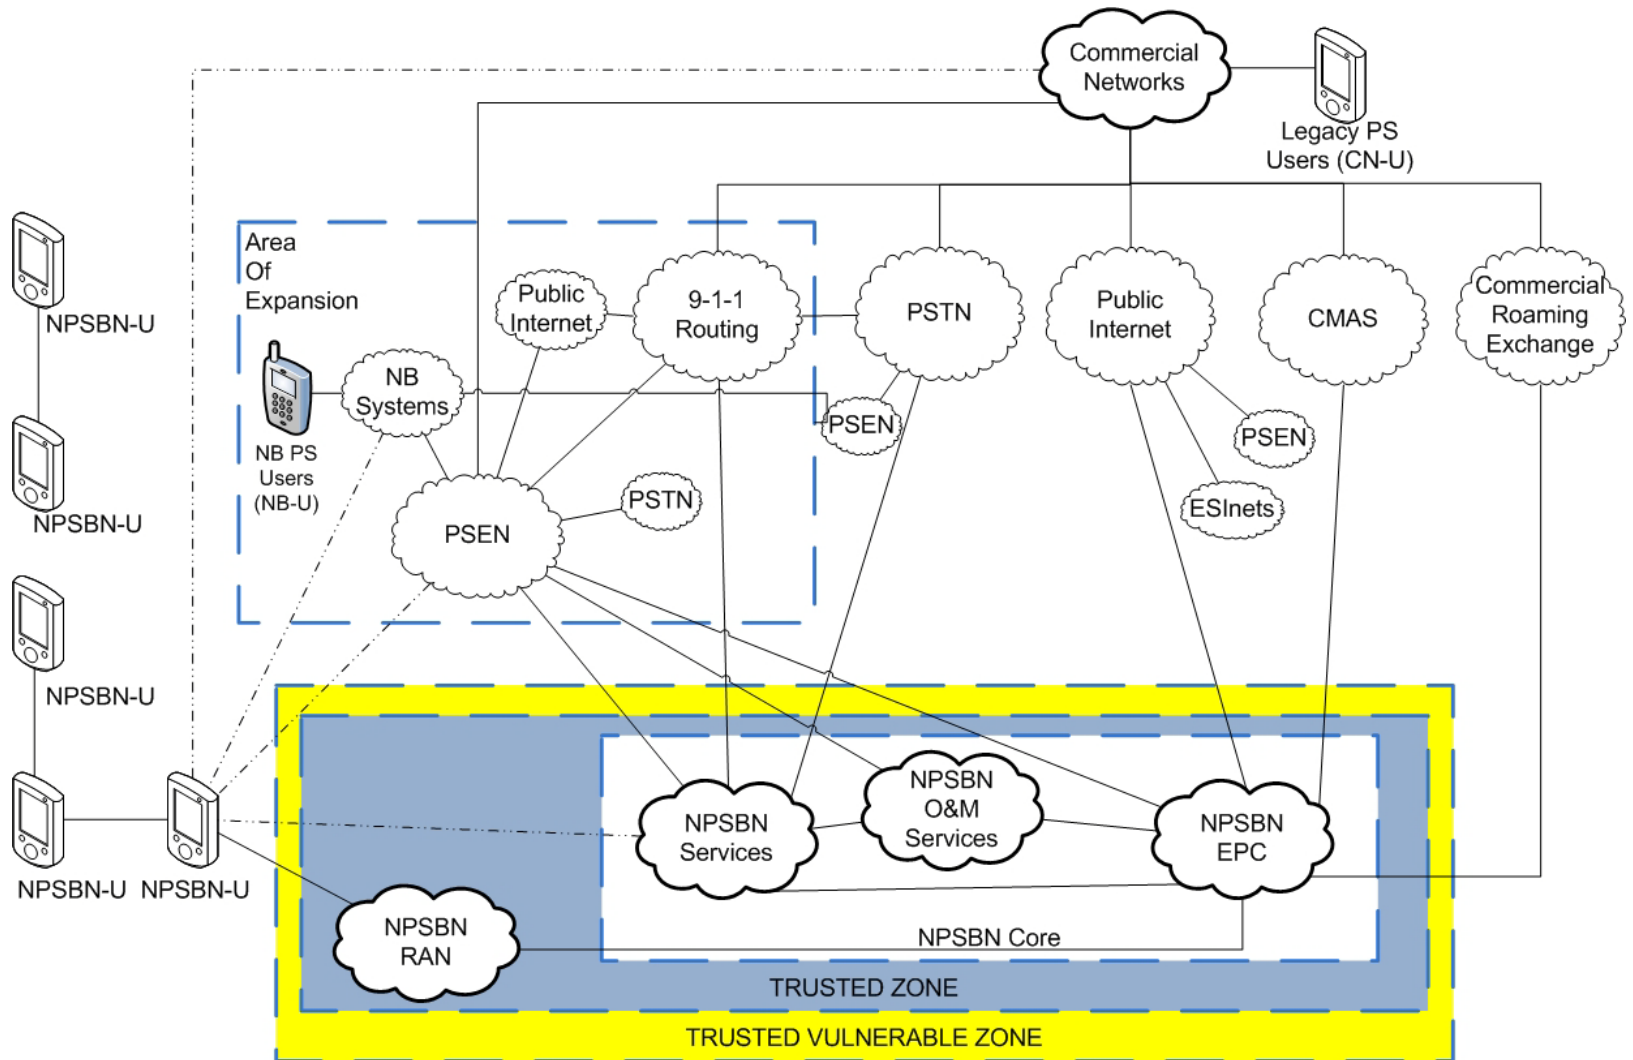 Commercial
Networks
Legacy PS
Users (CN-U)
Area
Of
Expansion
NPSBN-U
Public
Internet
9-1-1
Routing
PSTN
Public
Internet
CMAS
Commercial
Roaming
Exchange
NB
Systems
NB PS
Users
(NB-U)
PSEN
PSEN
ESInets
PSTN
PSEN
NPSBN-U
NPSBN-U
NPSBN-U
NPSBN-U
NPSBN
Services
NPSBN
O&M
Services
NPSBN
EPC
NPSBN
RAN
NPSBN Core
TRUSTED ZONE
TRUSTED VULNERABLE ZONE